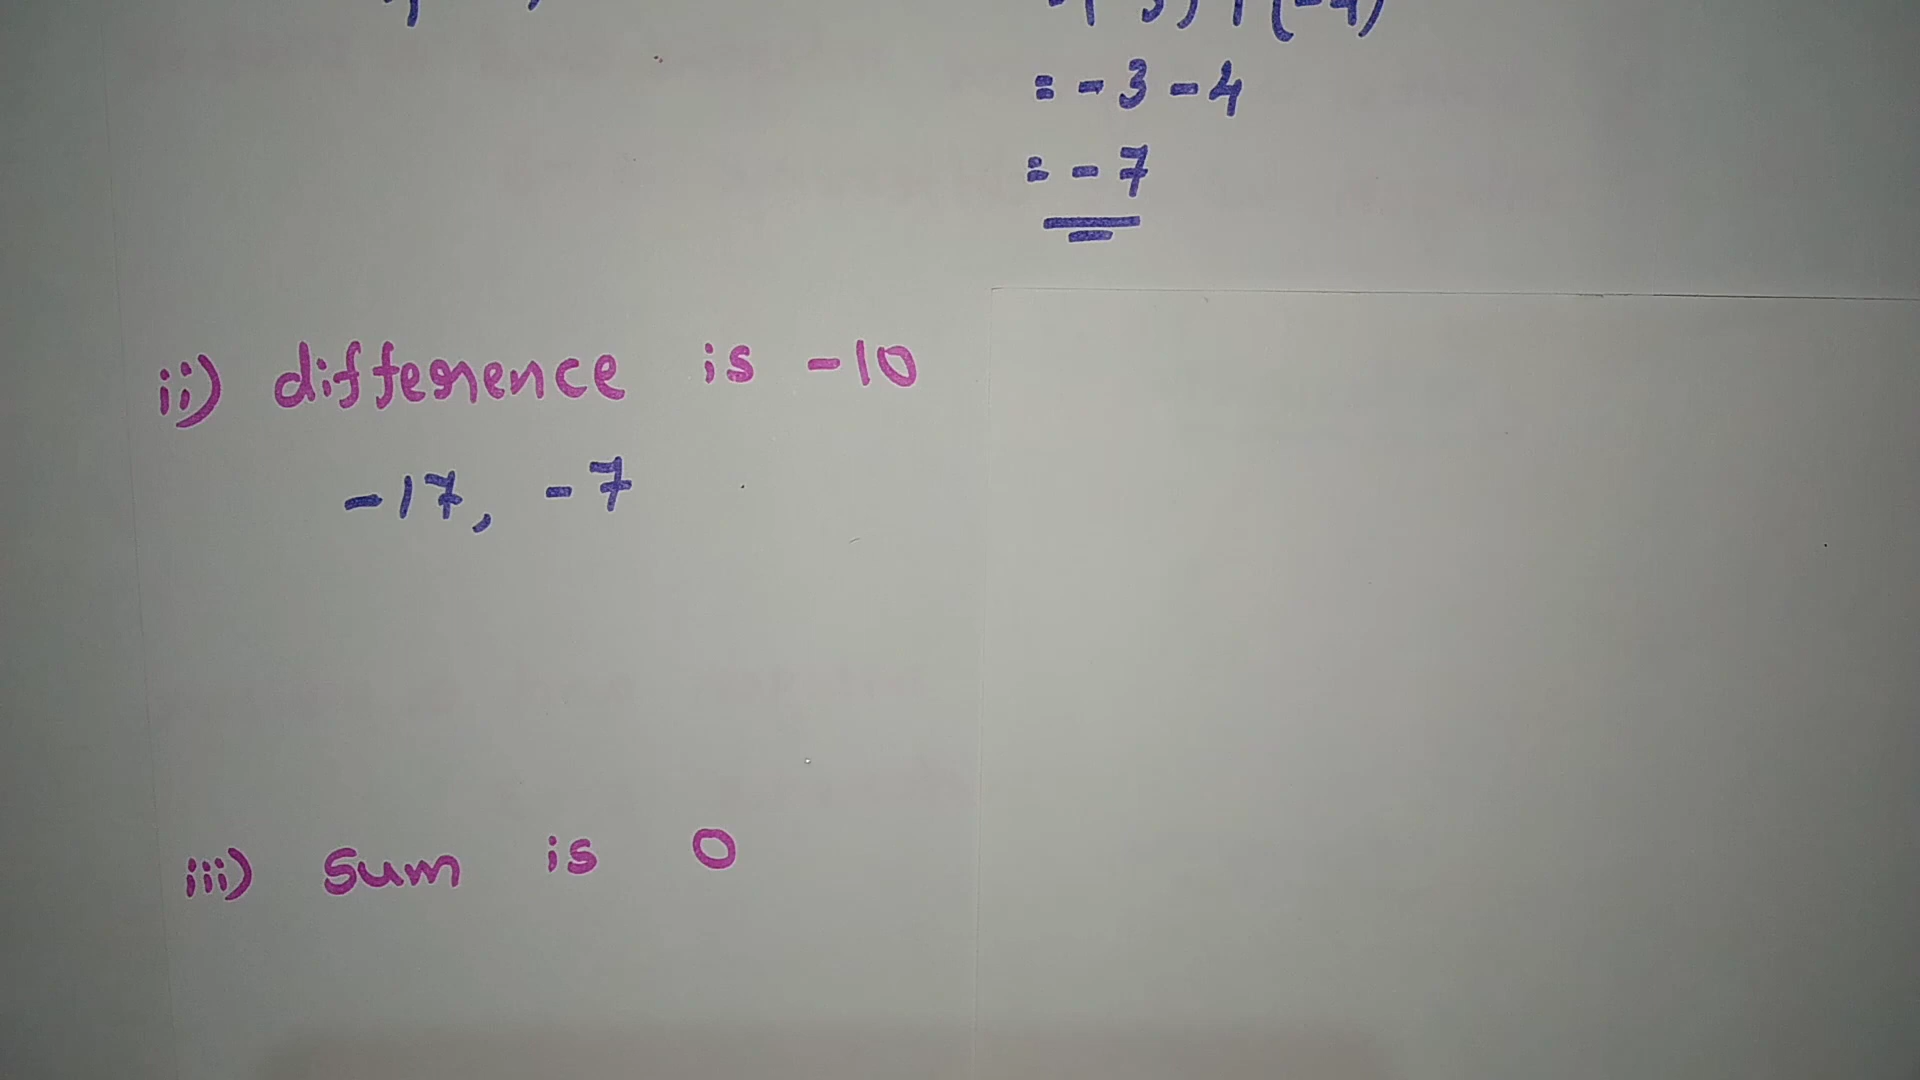 = -3 -4
= -7
ii) difference is -10
-17, -7
iii) sum is 0